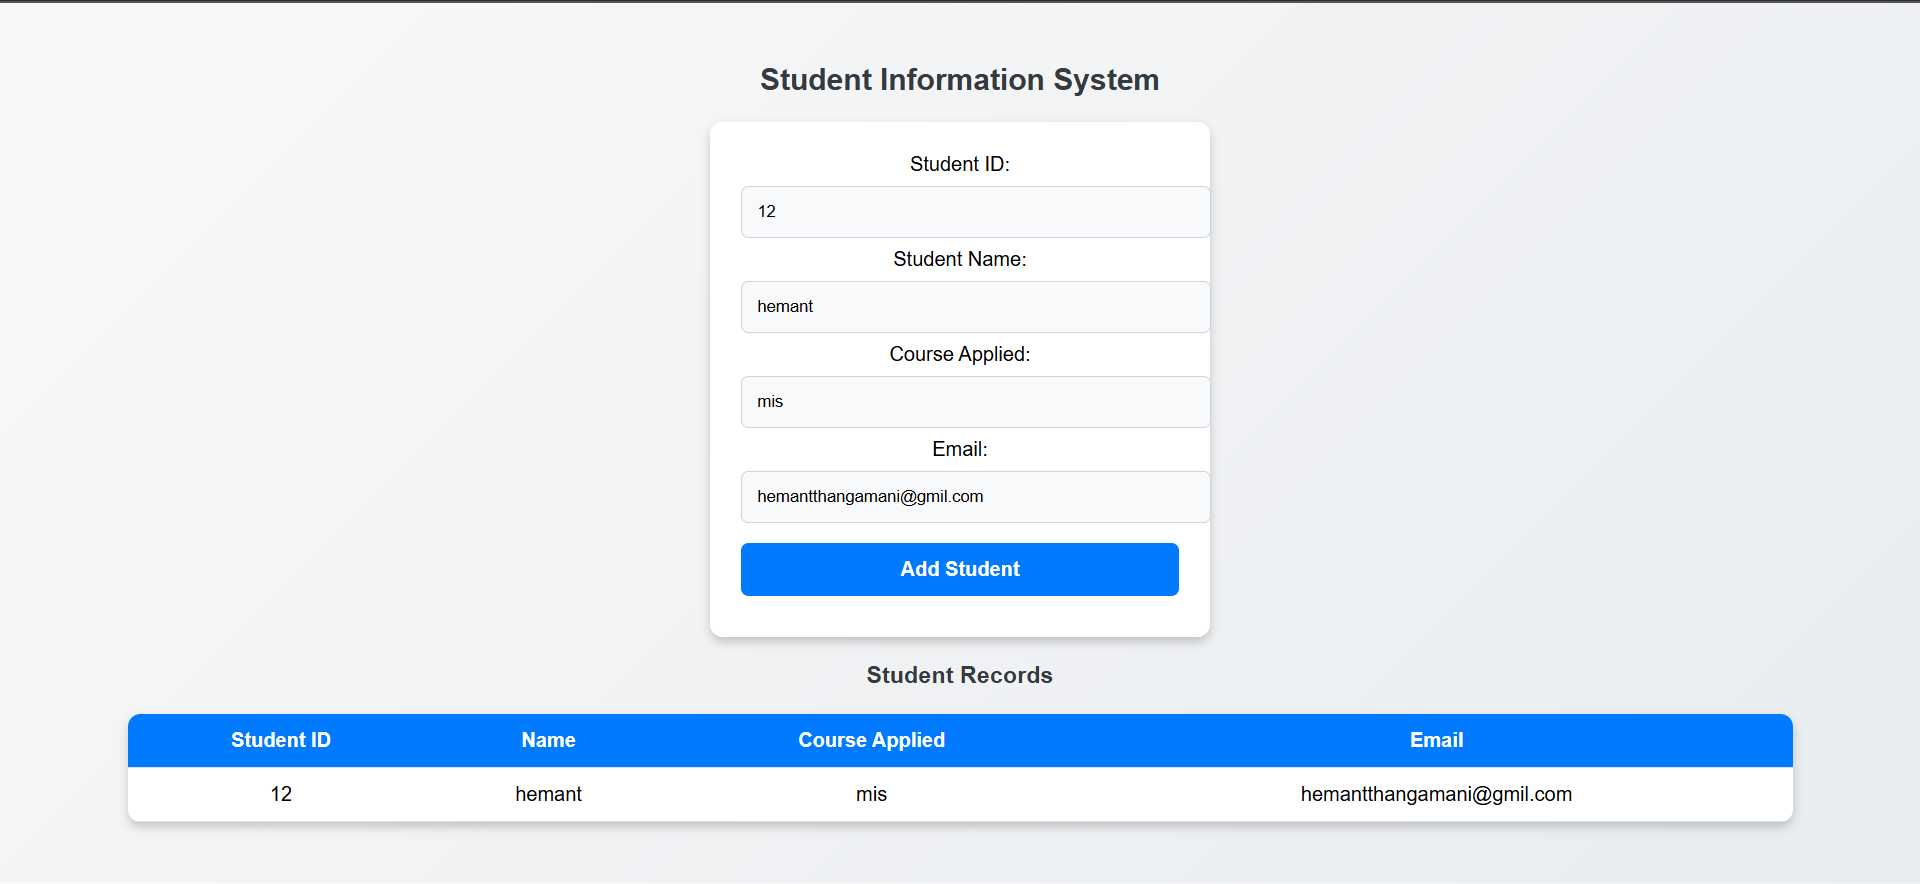 Student Information System
Student ID:
12
Student Name:
hemant
Course Applied:
mis
Email:
hemantthangamani@gmil.com
Add Student
Student Records
Student ID Name Course Applied Email
12 hemant mis hemantthangamani@gmil.com